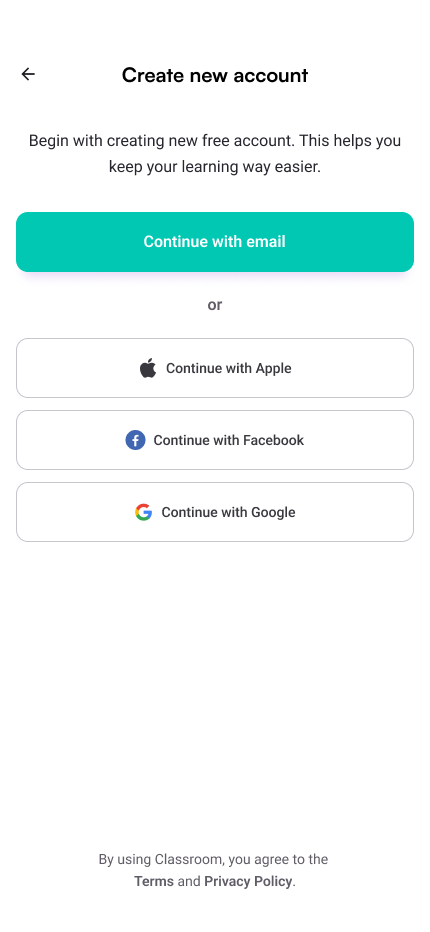 Create new account
Begin with creating new free account. This helps you
keep your learning way easier.
Continue with email
or
Continue with Apple
Continue with Facebook
Continue with Google
By using Classroom, you agree to the
Terms and Privacy Policy.